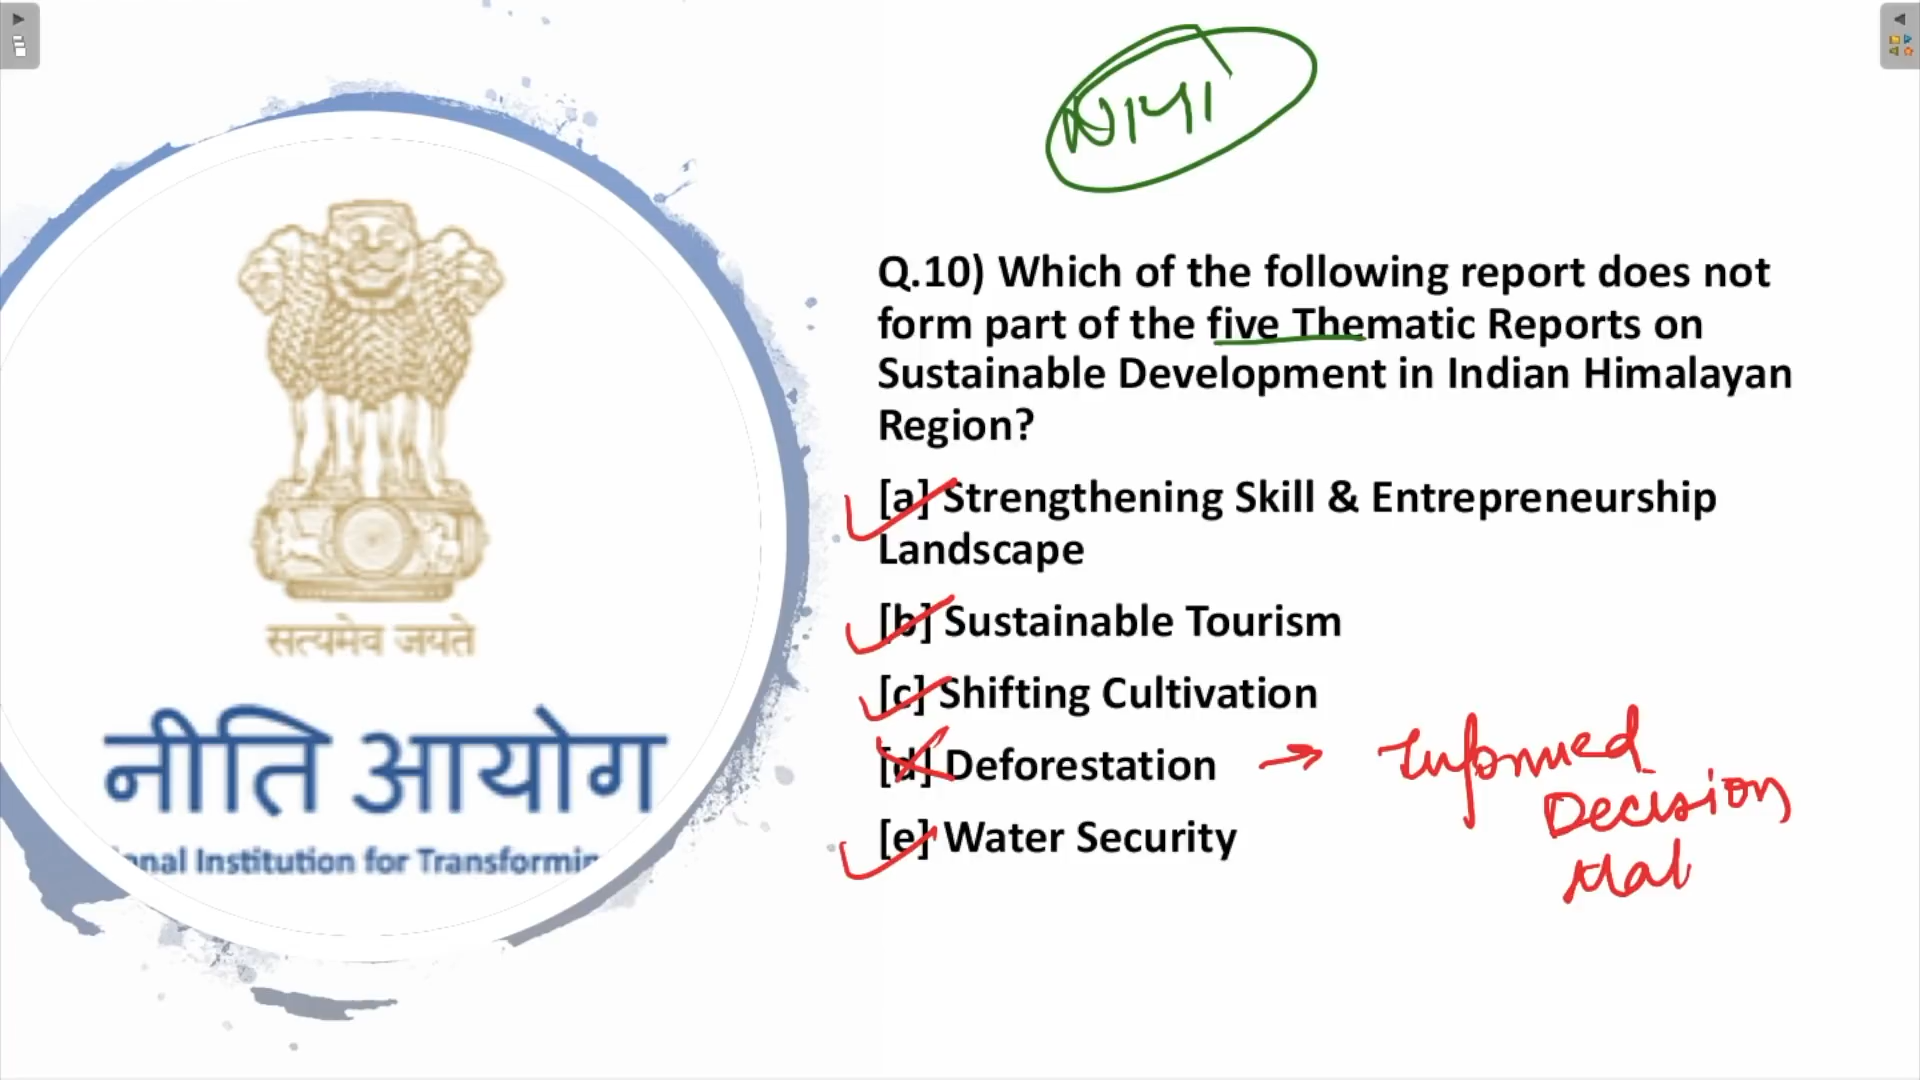 NIYI
Q.10) Which of the following report does not
form part of the five Thematic Reports on
Sustainable Development in Indian Himalayan
Region?
[a] Strengthening Skill & Entrepreneurship
Landscape
[b] Sustainable Tourism
[c] Shifting Cultivation
[d] Deforestation → Informed
Decision
Mak
[e] Water Security
सत्यमेव जयते
नीति आयोग
onal Institution for Transformin